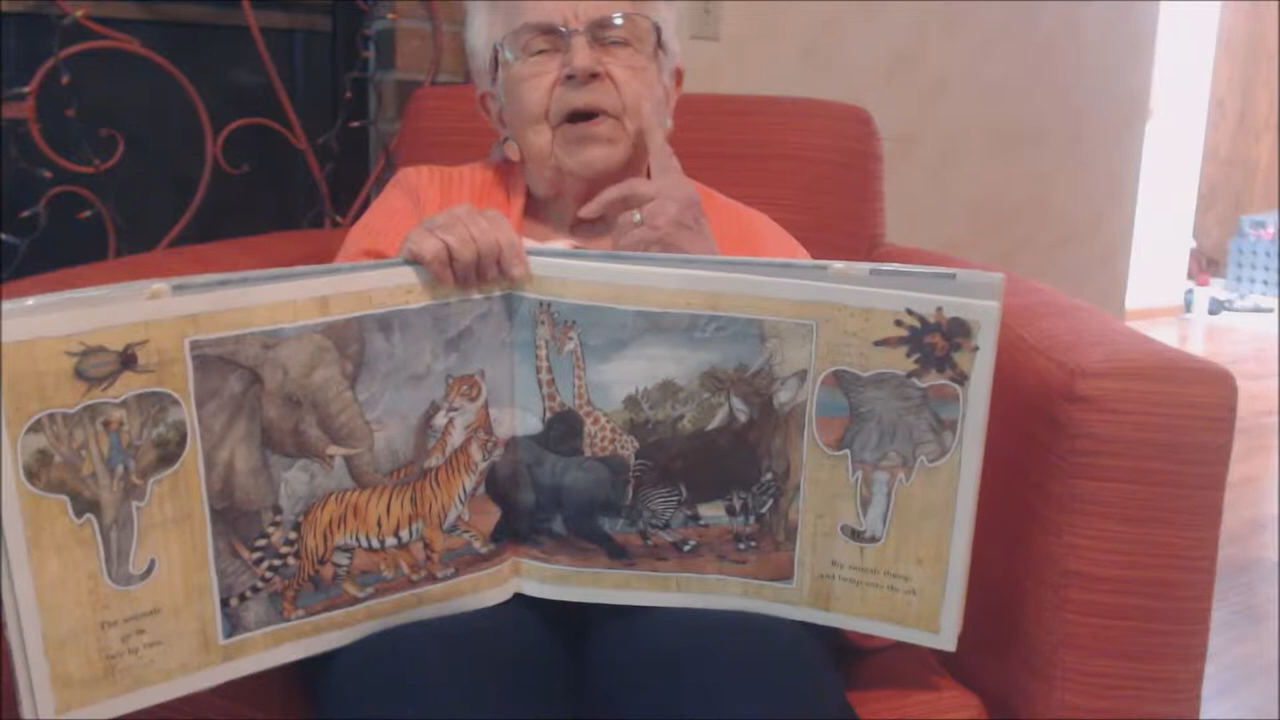 The animals
go in
two by two.
Big animals thump
and bump onto the ark